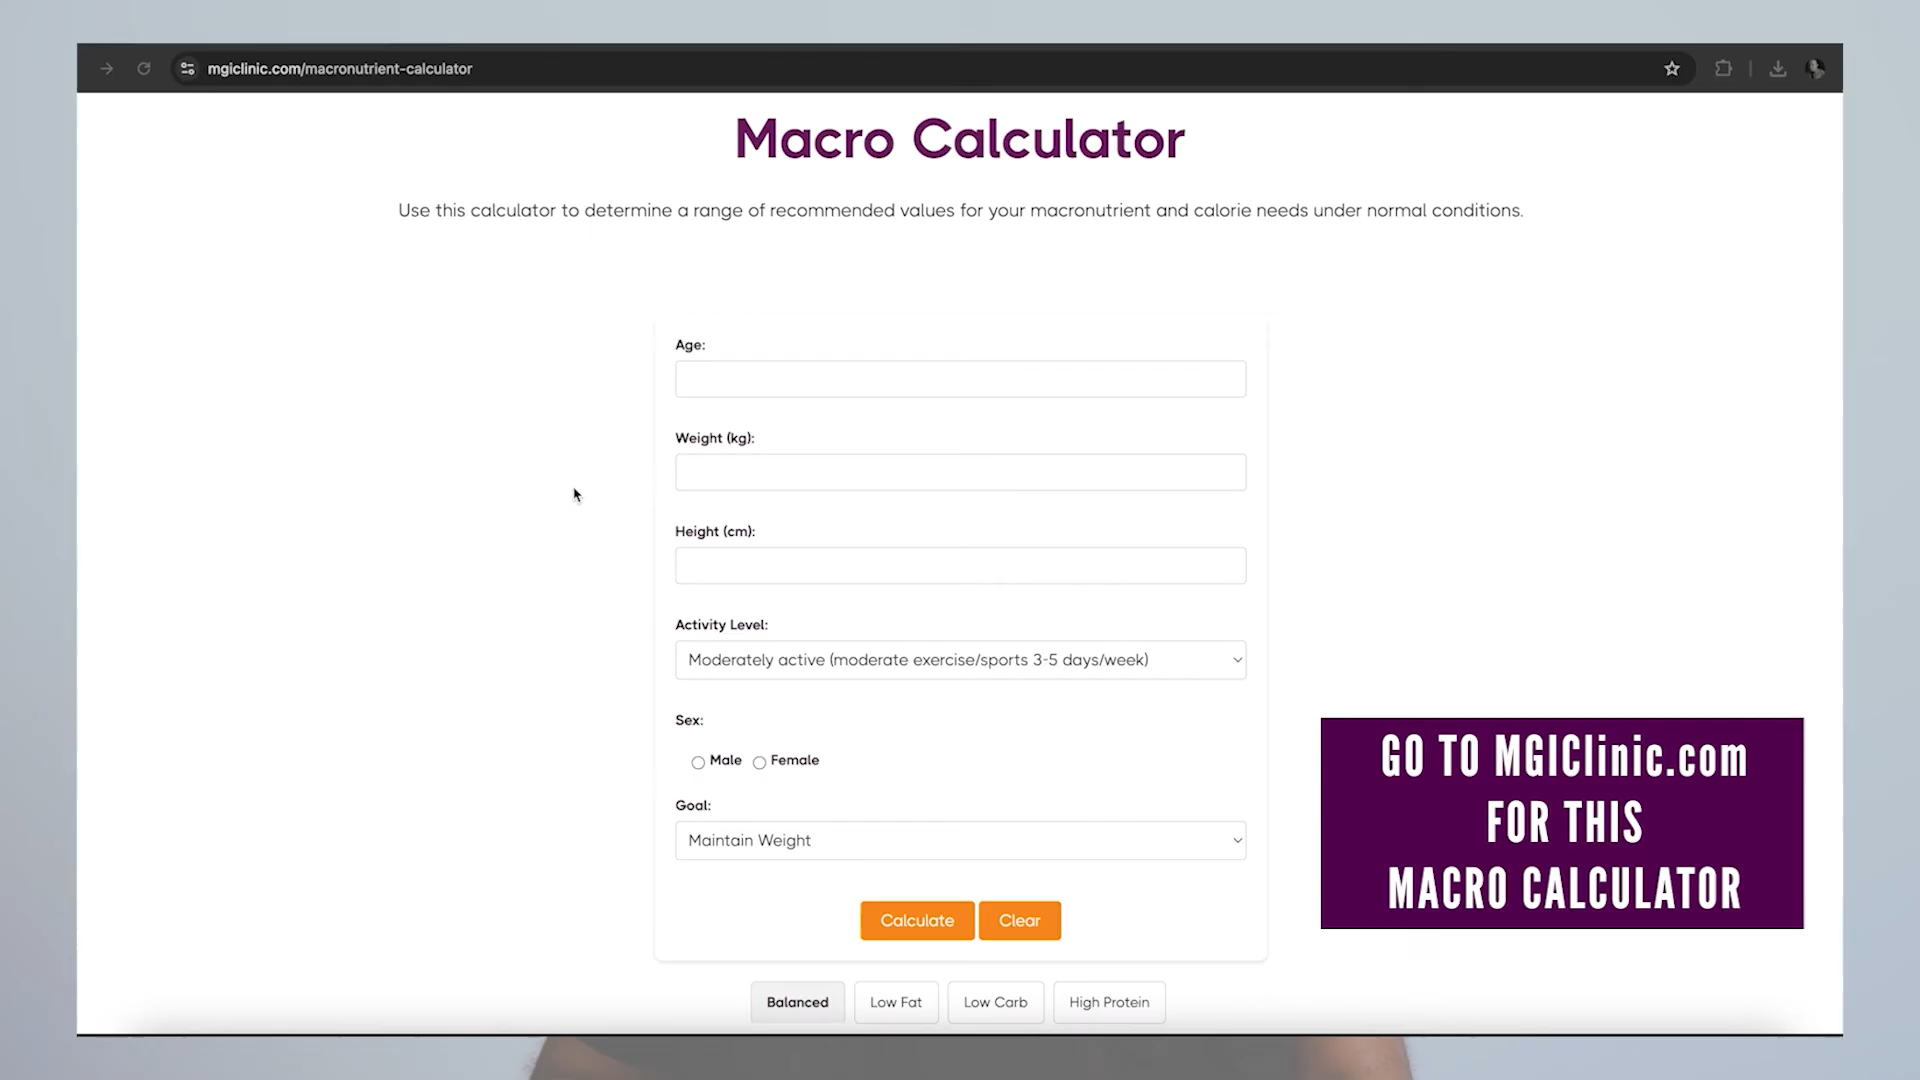 mgiclinic.com/macronutrient-calculator
Macro Calculator
Use this calculator to determine a range of recommended values for your macronutrient and calorie needs under normal conditions.
Age:
Weight (kg):
Height (cm):
Activity Level:
Moderately active (moderate exercise/sports 3-5 days/week)
Sex:
Male Female
Goal:
Maintain Weight
Calculate Clear
Balanced Low Fat Low Carb High Protein
GO TO MGIClinic.com
FOR THIS
MACRO CALCULATOR